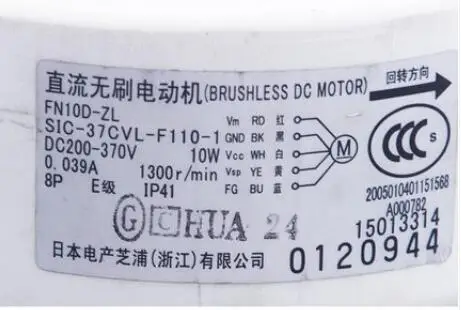 直流无刷电动机(BRUSHLESS DC MOTOR)
回转方向
FN10D-ZL
SIC-37CVL-F110-1
DC200-370V 10W
0.039A 1300r/min
8P E级 IP41
Vm RD 红
GND BK 黑
Vcc WH 白
Vsp YE 黄
FG BU 蓝
M
CCC S
2005010401151568
A000782
15013314
G C HUA 24
日本电产芝浦(浙江)有限公司
0120944